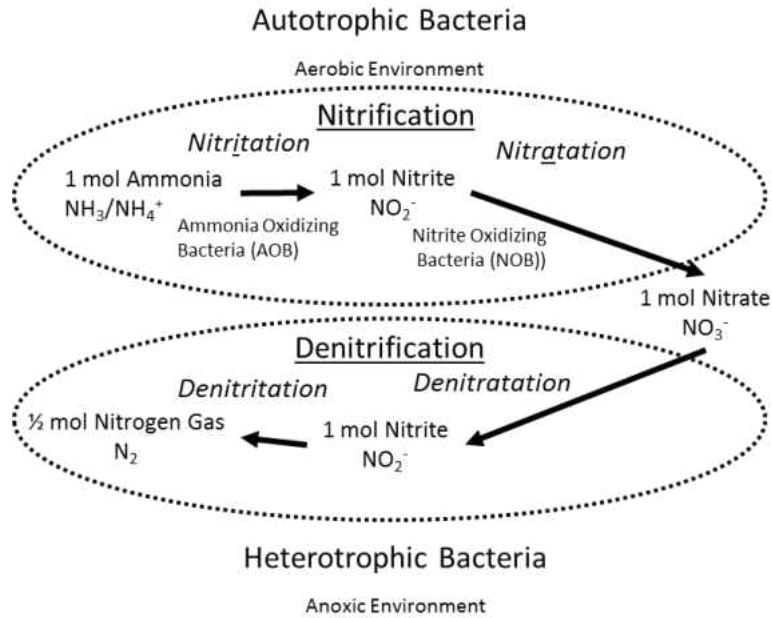 Autotrophic Bacteria
Aerobic Environment
Nitrification
Nitritation
Nitratation
1 mol Ammonia
NH₃/NH₄⁺
1 mol Nitrite
NO₂⁻
Ammonia Oxidizing
Bacteria (AOB)
Nitrite Oxidizing
Bacteria (NOB))
1 mol Nitrate
NO₃⁻
Denitrification
Denitritation
Denitratation
½ mol Nitrogen Gas
N₂
1 mol Nitrite
NO₂⁻
Heterotrophic Bacteria
Anoxic Environment